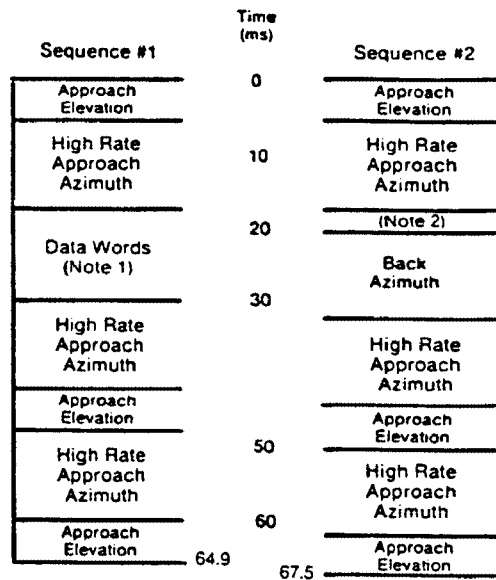 Time
(ms)
Sequence #1
Sequence #2
0
Approach
Elevation
High Rate
Approach
Azimuth
Data Words
(Note 1)
High Rate
Approach
Azimuth
Approach
Elevation
High Rate
Approach
Azimuth
Approach
Elevation
64.9
10
20
30
50
60
67.5
Approach
Elevation
High Rate
Approach
Azimuth
(Note 2)
Back
Azimuth
High Rate
Approach
Azimuth
Approach
Elevation
High Rate
Approach
Azimuth
Approach
Elevation